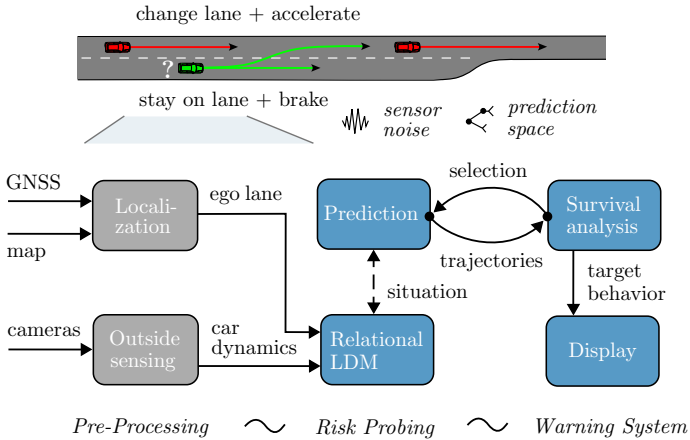 change lane + accelerate
?
stay on lane + brake
sensor noise
prediction space
GNSS
map
Locali-
zation
ego lane
Prediction
selection
trajectories
Survival
analysis
situation
target
behavior
cameras
Outside
sensing
car
dynamics
Relational
LDM
Display
Pre-Processing
Risk Probing
Warning System